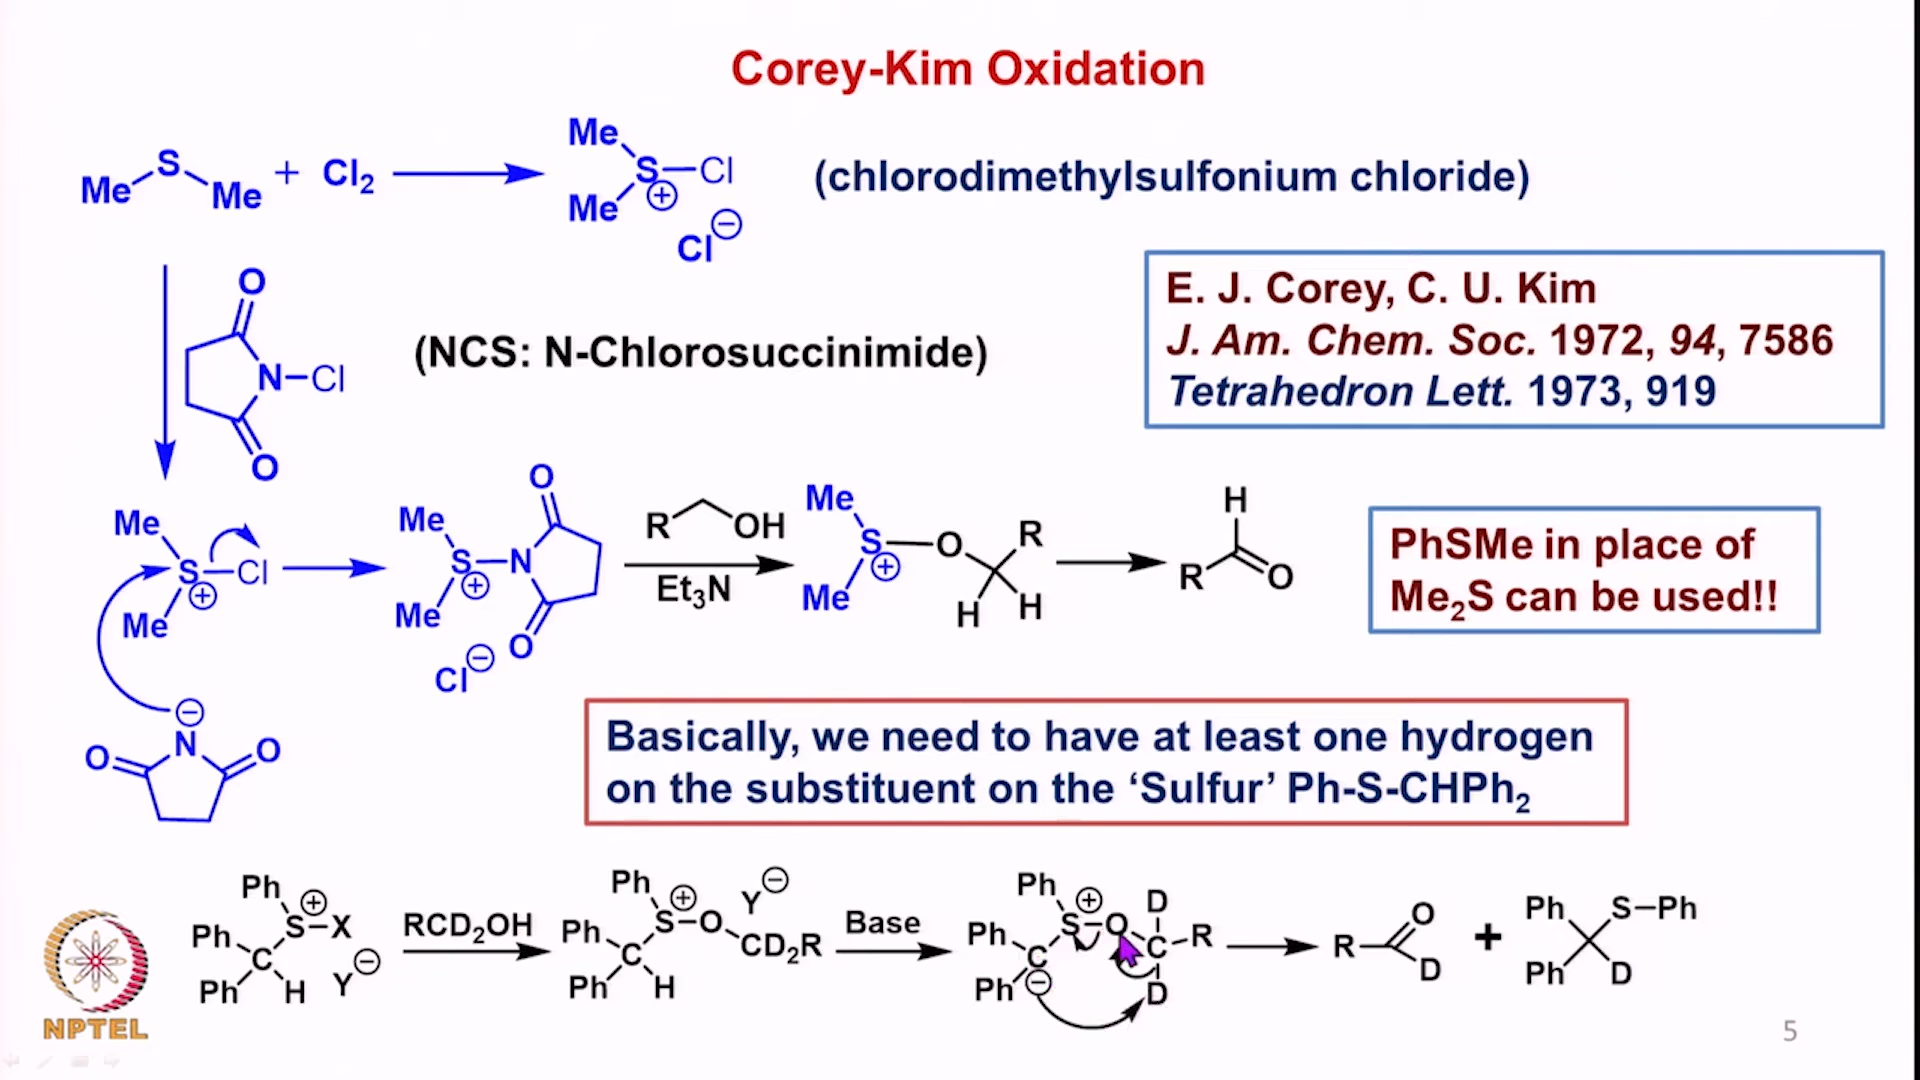 Corey-Kim Oxidation
Me S Me + Cl₂ Me S⊕ Me Cl Cl⊖ (chlorodimethylsulfonium chloride)
O N Cl O
(NCS: N-Chlorosuccinimide)
E. J. Corey, C. U. Kim
J. Am. Chem. Soc. 1972, 94, 7586
Tetrahedron Lett. 1973, 919
Me S⊕ Me Cl
Me S⊕ Me N O O Cl⊖
R OH
Et₃N
Me S⊕ Me O R H H
H R O
PhSMe in place of
Me₂S can be used!!
⊖ N O O
Basically, we need to have at least one hydrogen
on the substituent on the ‘Sulfur’ Ph-S-CHPh₂
Ph S⊕ X Ph C Ph H Y⊖
RCD₂OH
Ph S⊕ O Y⊖ Ph C CD₂R Ph H
Base
Ph S⊕ O D Ph C⊖ C R Ph D
R O D + Ph S Ph Ph D
NPTEL
5